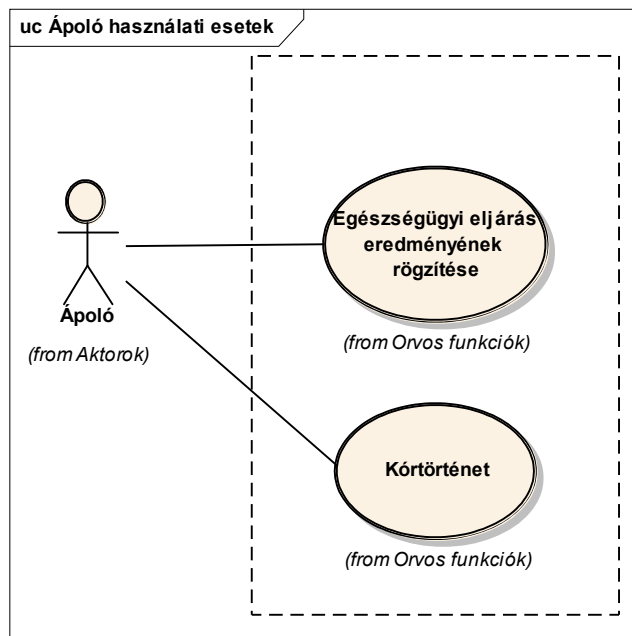 uc Ápoló használati esetek
Egészségügyi eljárás
eredményének
rögzítése
(from Orvos funkciók)
Ápoló
(from Aktorok)
Kórtörténet
(from Orvos funkciók)